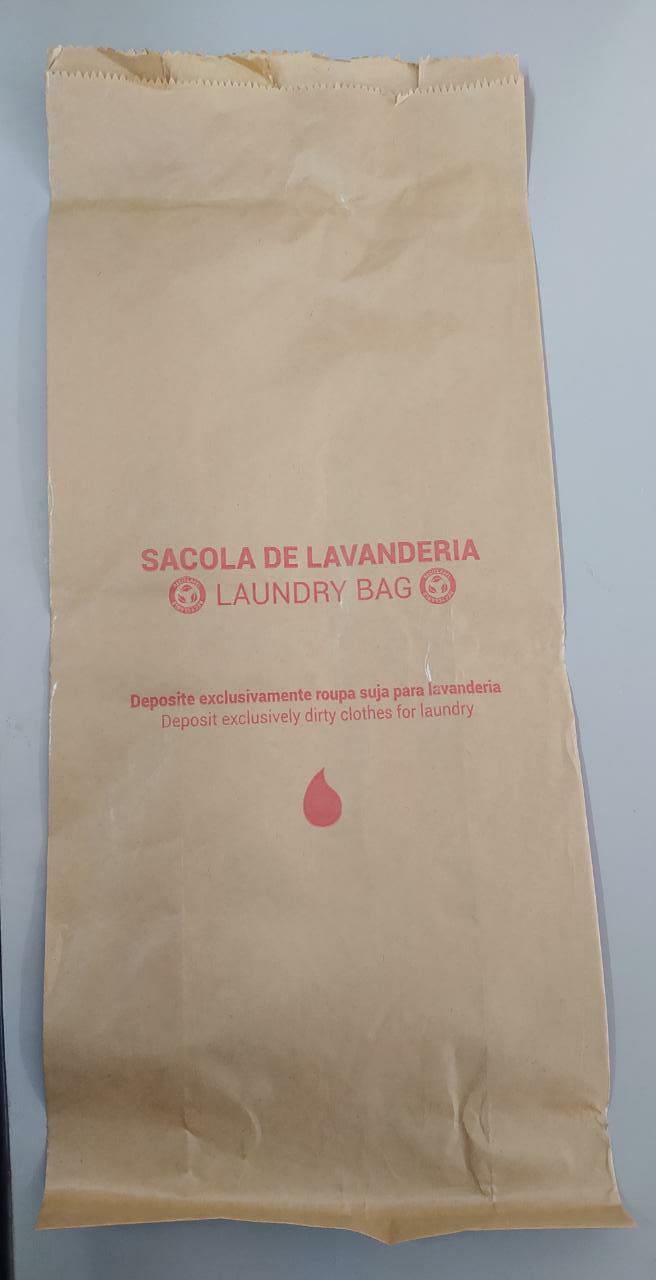 SACOLA DE LAVANDERIA
LAUNDRY BAG
Deposite exclusivamente roupa suja para lavanderia
Deposit exclusively dirty clothes for laundry